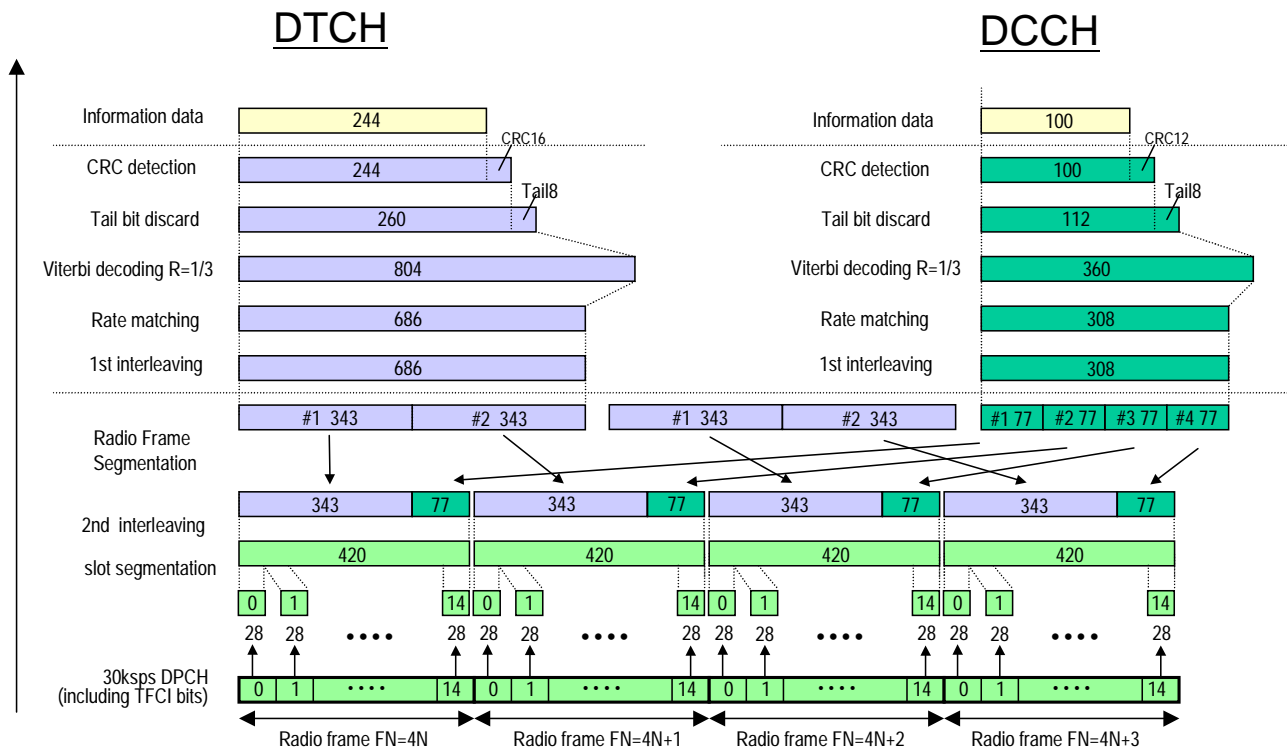 DTCH DCCH
Information data 244 Information data 100
CRC16 CRC12
CRC detection 244 CRC detection 100
Tail8 Tail8
Tail bit discard 260 Tail bit discard 112
Viterbi decoding R=1/3 804 Viterbi decoding R=1/3 360
Rate matching 686 Rate matching 308
1st interleaving 686 1st interleaving 308
#1 343 #2 343 #1 343 #2 343 #1 77 #2 77 #3 77 #4 77
Radio Frame
Segmentation
343 77 343 77 343 77 343 77
2nd interleaving
420 420 420 420
slot segmentation
0 1 14 0 1 14 0 1 14 0 1 14
28 28 •••• 28 28 28 •••• 28 28 28 •••• 28 28 28 •••• 28
30ksps DPCH
(including TFCI bits)
0 1 •••• 14 0 1 •••• 14 0 1 •••• 14 0 1 •••• 14
Radio frame FN=4N Radio frame FN=4N+1 Radio frame FN=4N+2 Radio frame FN=4N+3